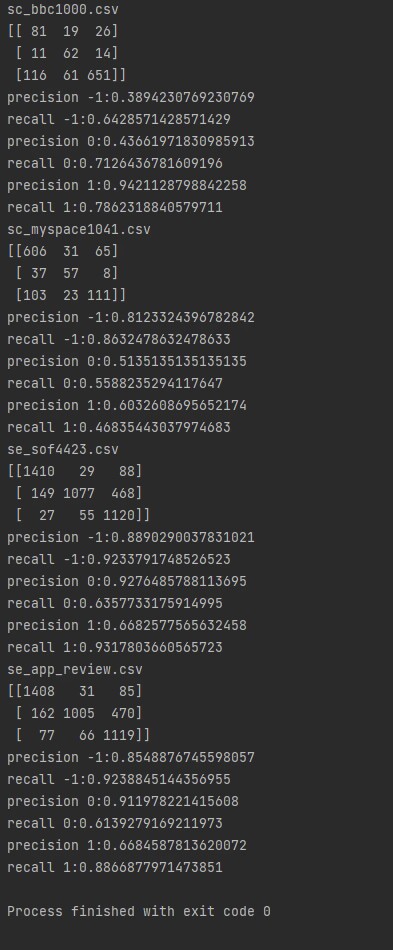 sc_bbc1000.csv
[[ 81  19  26]
 [ 11  62  14]
 [116  61 651]]
precision -1:0.3894230769230769
recall -1:0.6428571428571429
precision 0:0.43661971830985913
recall 0:0.7126436781609196
precision 1:0.9421128798842258
recall 1:0.7862318840579711
sc_myspace1041.csv
[[606  31  65]
 [ 37  57   8]
 [103  23 111]]
precision -1:0.8123324396782842
recall -1:0.8632478632478633
precision 0:0.5135135135135135
recall 0:0.5588235294117647
precision 1:0.6032608695652174
recall 1:0.46835443037974683
se_sof4423.csv
[[1410   29   88]
 [ 149 1077  468]
 [  27   55 1120]]
precision -1:0.8890290037831021
recall -1:0.9233791748526523
precision 0:0.9276485788113695
recall 0:0.6357733175914995
precision 1:0.6682577565632458
recall 1:0.9317803660565723
se_app_review.csv
[[1408   31   85]
 [ 162 1005  470]
 [  77   66 1119]]
precision -1:0.8548876745598057
recall -1:0.9238845144356955
precision 0:0.911978221415608
recall 0:0.6139279169211973
precision 1:0.6684587813620072
recall 1:0.8866877971473851
Process finished with exit code 0